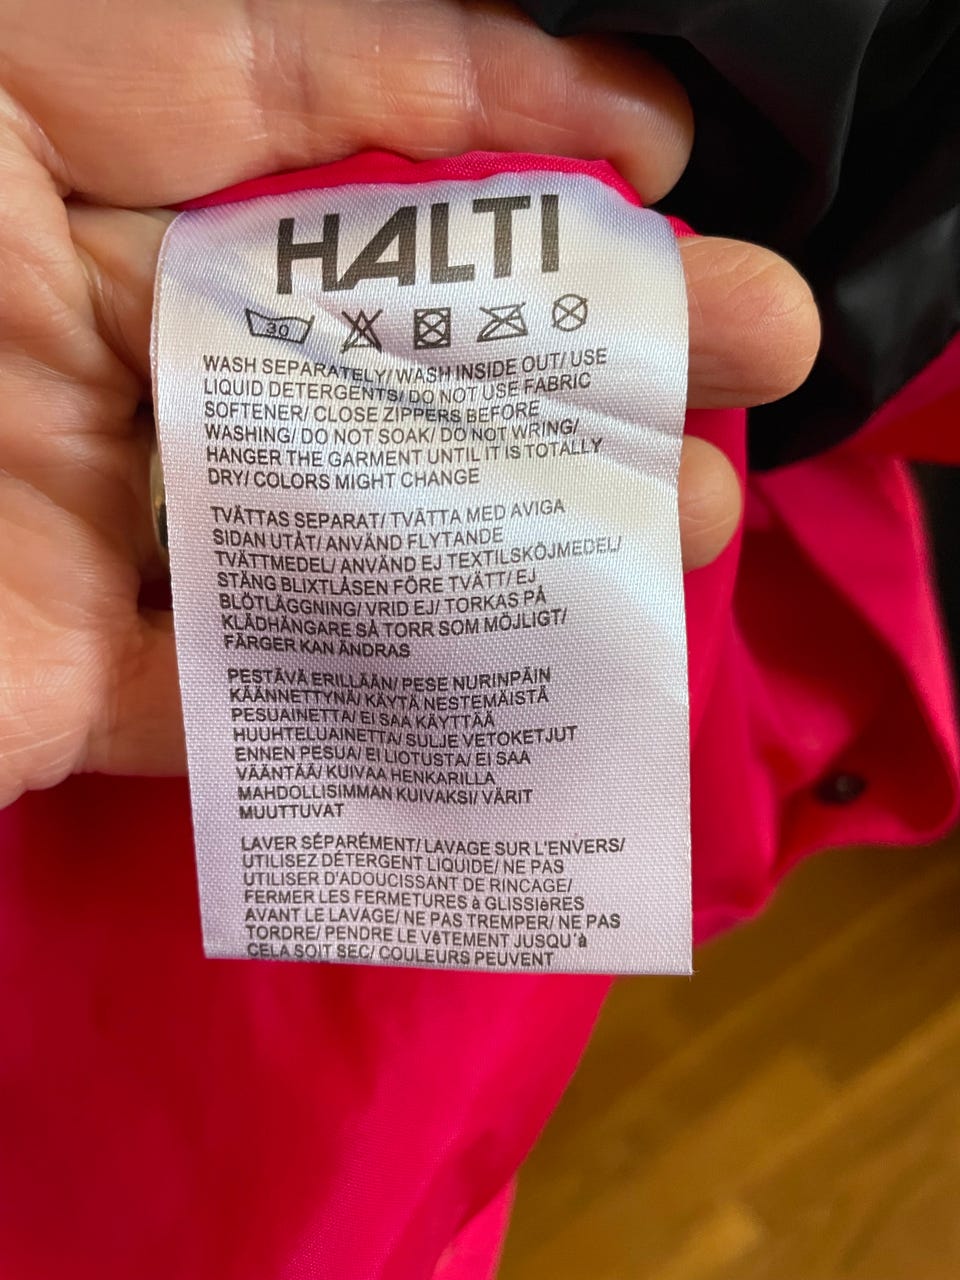 HALTI
30
WASH SEPARATELY/ WASH INSIDE OUT/ USE
LIQUID DETERGENTS/ DO NOT USE FABRIC
SOFTENER/ CLOSE ZIPPERS BEFORE
WASHING/ DO NOT SOAK/ DO NOT WRING/
HANGER THE GARMENT UNTIL IT IS TOTALLY
DRY/ COLORS MIGHT CHANGE
TVÄTTAS SEPARAT/ TVÄTTA MED AVIGA
SIDAN UTÅT/ ANVÄND FLYTANDE
TVÄTTMEDEL/ ANVÄND EJ TEXTILSKÖJMEDEL/
STÄNG BLIXTLÅSEN FÖRE TVÄTT/ EJ
BLÖTLÄGGNING/ VRID EJ/ TORKAS PÅ
KLÄDHÄNGARE SÅ TORR SOM MÖJLIGT/
FÄRGER KAN ÄNDRAS
PESTÄVÄ ERILLÄÄN/ PESE NURINPÄIN
KÄÄNNETTYNÄ/ KÄYTÄ NESTEMÄISTÄ
PESUAINETTA/ EI SAA KÄYTTÄÄ
HUUHTELUAINETTA/ SULJE VETOKETJUT
ENNEN PESUA/ EI LIOTUSTA/ EI SAA
VÄÄNTÄÄ/ KUIVAA HENKARILLA
MAHDOLLISIMMAN KUIVAKSI/ VÄRIT
MUUTTUVAT
LAVER SÉPARÉMENT/ LAVAGE SUR L'ENVERS/
UTILISEZ DÉTERGENT LIQUIDE/ NE PAS
UTILISER D'ADOUCISSANT DE RINCAGE/
FERMER LES FERMETURES à GLISSIèRES
AVANT LE LAVAGE/ NE PAS TREMPER/ NE PAS
TORDRE/ PENDRE LE VêTEMENT JUSQU'à
CELA SOIT SEC/ COULEURS PEUVENT